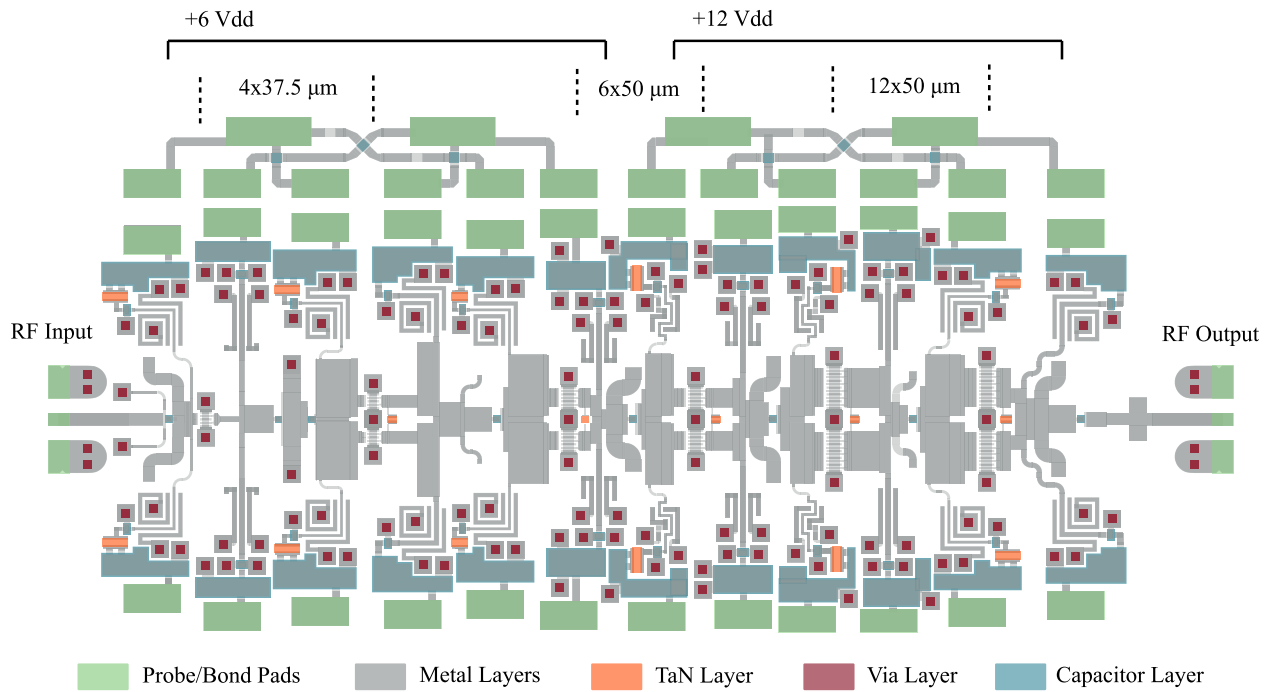 +6 Vdd
+12 Vdd
4x37.5 μm
6x50 μm
12x50 μm
RF Input
RF Output
Probe/Bond Pads
Metal Layers
TaN Layer
Via Layer
Capacitor Layer